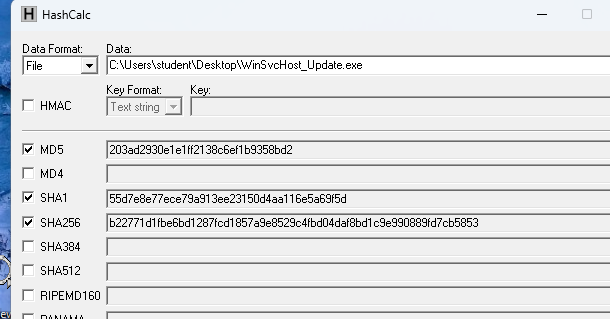 HashCalc
Data Format: Data:
File C:\Users\student\Desktop\WinSvcHost_Update.exe
Key Format: Key:
HMAC Text string
MD5 203ad2930e1e1ff2138c6ef1b9358bd2
MD4
SHA1 55d7e8e77ece79a913ee23150d4aa116e5a69f5d
SHA256 b22771d1fbe6bd1287fcd1857a9e8529c4fbd04daf8bd1c9e990889fd7cb5853
SHA384
SHA512
RIPEMD160